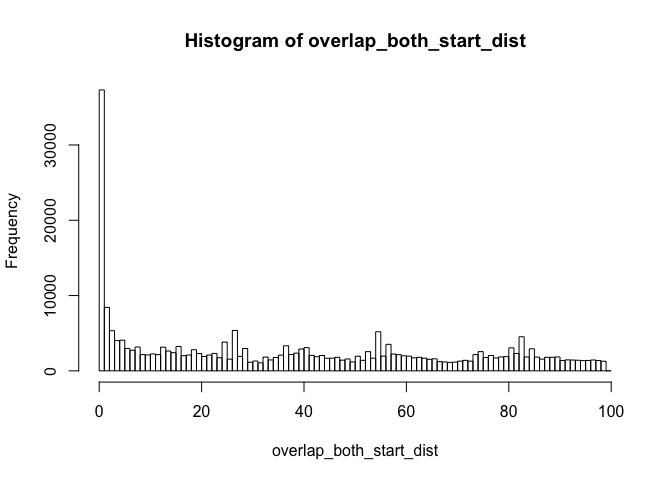 Histogram of overlap_both_start_dist
Frequency
30000
20000
10000
0
0 20 40 60 80 100
overlap_both_start_dist